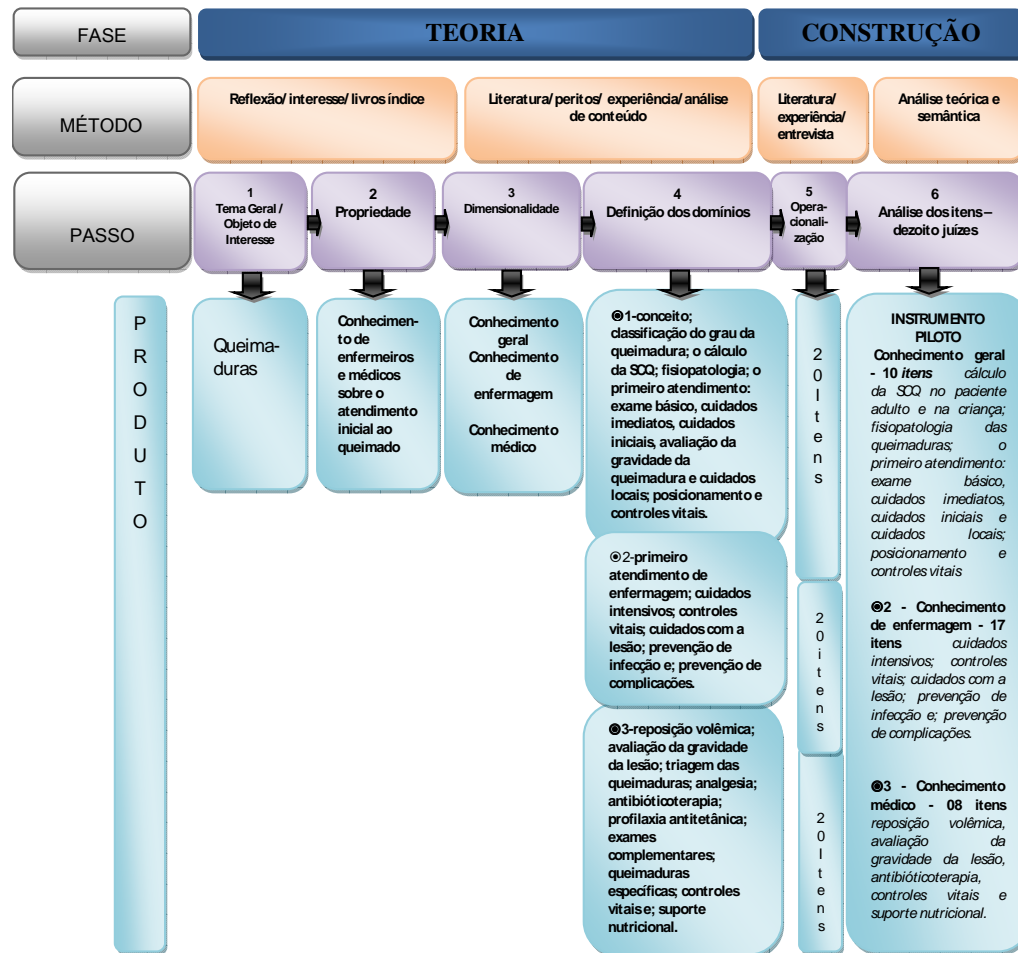 FASE
TEORIA
CONSTRUÇÃO
MÉTODO
Reflexão/ interesse/ livros índice
Literatura/ peritos/ experiência/ análise
de conteúdo
Literatura/
experiência/
entrevista
Análise teórica e
semântica
PASSO
1
Tema Geral /
Objeto de
Interesse
2
Propriedade
3
Dimensionalidade
4
Definição dos domínios
5
Opera-
cionali-
zação
6
Análise dos itens –
dezoito juízes
P
R
O
D
U
T
O
Queima-
duras
Conhecimen-
to de
enfermeiros
e médicos
sobre o
atendimento
inicial ao
queimado
Conhecimento
geral
Conhecimento
de
enfermagem
Conhecimento
médico
◉1-conceito;
classificação do grau da
queimadura; o cálculo
da SCQ; fisiopatologia; o
primeiro atendimento:
exame básico, cuidados
imediatos, cuidados
iniciais, avaliação da
gravidade da
queimadura e cuidados
locais; posicionamento e
controles vitais.
◉2-primeiro
atendimento de
enfermagem; cuidados
intensivos; controles
vitais; cuidados com a
lesão; prevenção de
infecção e; prevenção de
complicações.
◉3-reposição volêmica;
avaliação da gravidade
da lesão; triagem das
queimaduras; analgesia;
antibióticoterapia;
profilaxia antitetânica;
exames
complementares;
queimaduras
específicas; controles
vitais e; suporte
nutricional.
2
0
I
t
e
n
s
2
0
i
t
e
n
s
2
0
I
t
e
n
s
INSTRUMENTO
PILOTO
Conhecimento geral
- 10 itens cálculo
da SCQ no paciente
adulto e na criança;
fisiopatologia das
queimaduras; o
primeiro atendimento:
exame básico,
cuidados imediatos,
cuidados iniciais e
cuidados locais;
posicionamento e
controles vitais
◉2 - Conhecimento
de enfermagem - 17
itens cuidados
intensivos; controles
vitais; cuidados com a
lesão; prevenção de
infecção e; prevenção
de complicações.
◉3 - Conhecimento
médico - 08 itens
reposição volêmica,
avaliação da
gravidade da lesão,
antibióticoterapia,
controles vitais e
suporte nutricional.